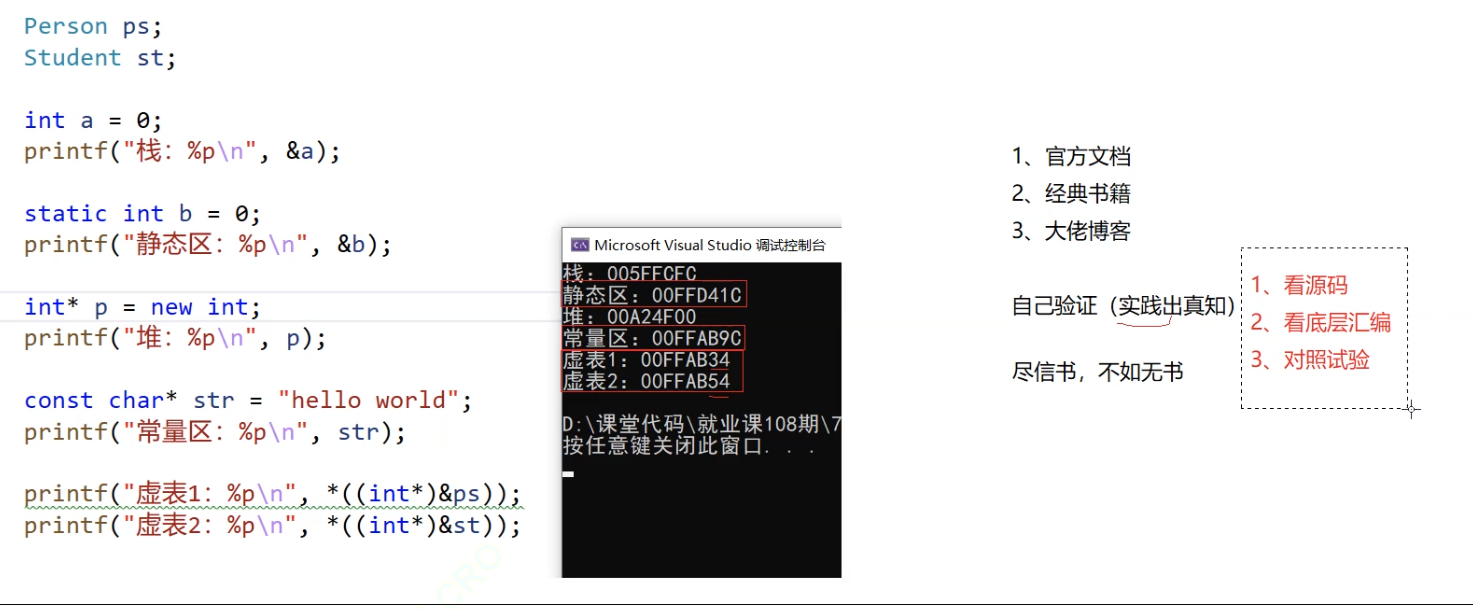 Person ps;
Student st;
int a = 0;
printf("栈：%p\n", &a);
static int b = 0;
printf("静态区：%p\n", &b);
int* p = new int;
printf("堆：%p\n", p);
const char* str = "hello world";
printf("常量区：%p\n", str);
printf("虚表1：%p\n", *((int*)&ps));
printf("虚表2：%p\n", *((int*)&st));
Microsoft Visual Studio 调试控制台
栈：005FFCFC
静态区：00FFD41C
堆：00A24F00
常量区：00FFAB9C
虚表1：00FFAB34
虚表2：00FFAB54
D:\课堂代码\就业课108期\7
按任意键关闭此窗口. . .
1、官方文档
2、经典书籍
3、大佬博客
自己验证（实践出真知）
尽信书，不如无书
1、看源码
2、看底层汇编
3、对照试验